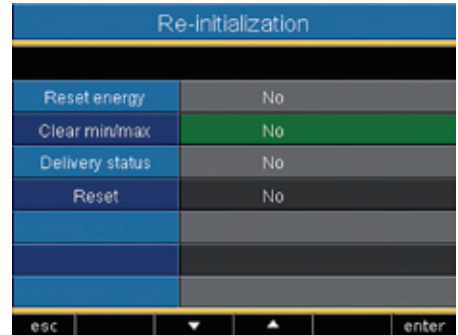 Re-initialization
Reset energy No
Clear min/max No
Delivery status No
Reset No
esc ▼ ▲ enter